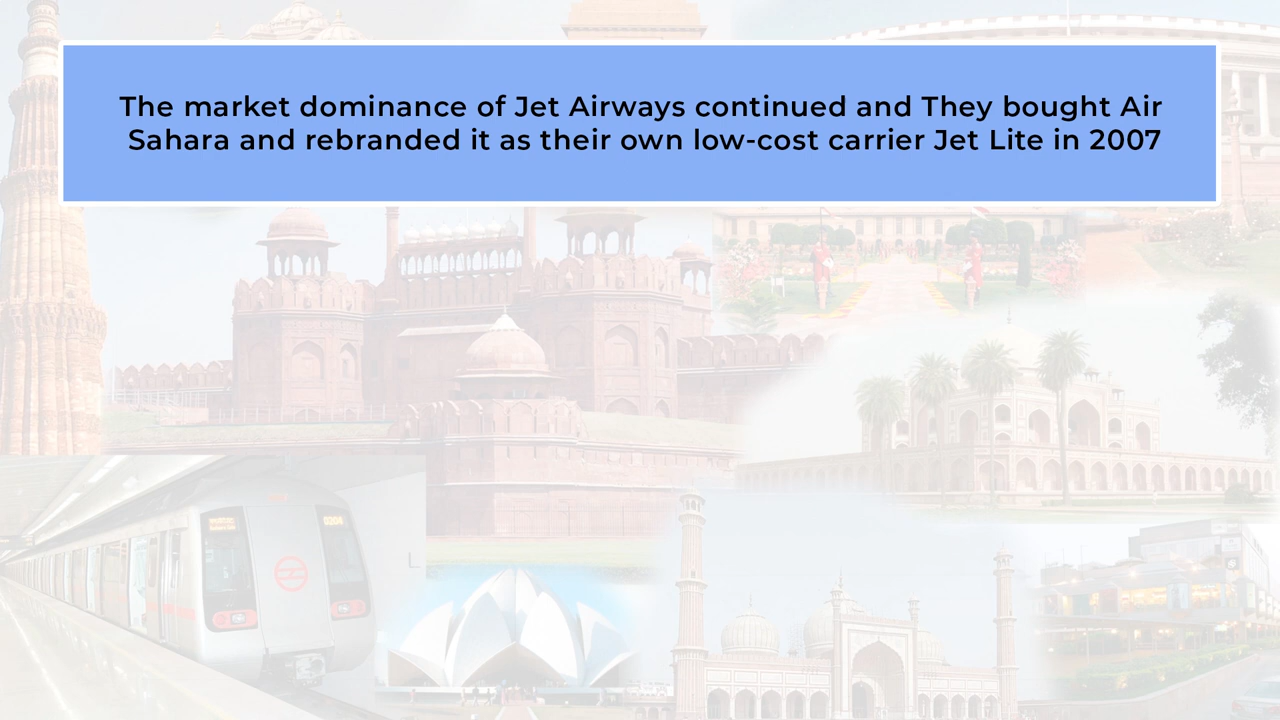 The market dominance of Jet Airways continued and They bought Air
Sahara and rebranded it as their own low-cost carrier Jet Lite in 2007